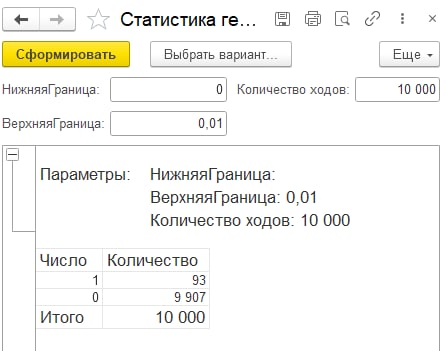 Статистика ге...
Сформировать Выбрать вариант... Еще
НижняяГраница: 0 Количество ходов: 10 000
ВерхняяГраница: 0,01
Параметры: НижняяГраница:
ВерхняяГраница: 0,01
Количество ходов: 10 000
Число Количество
1 93
0 9 907
Итого 10 000